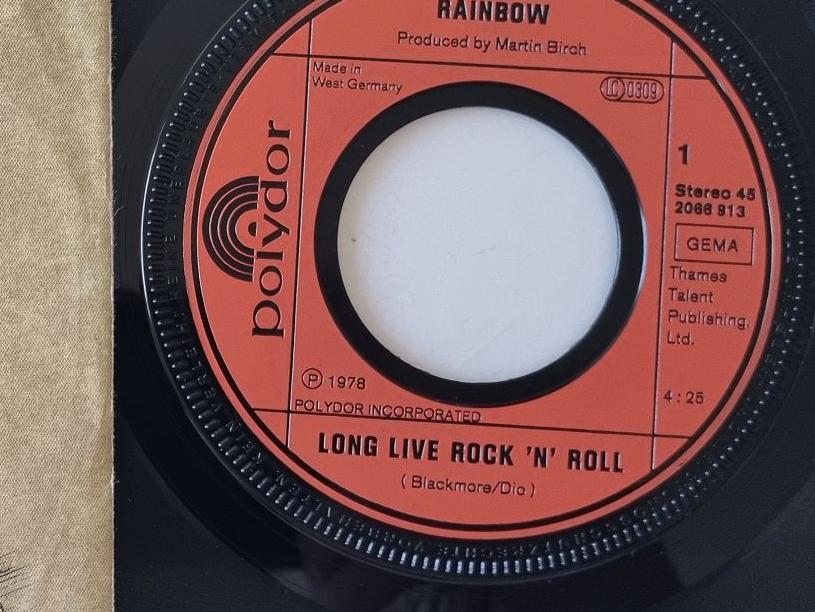 RAINBOW
Produced by Martin Birch
Made in
West Germany
LC 0309
polydor
1
Stereo 45
2066 913
GEMA
Thames
Talent
Publishing,
Ltd.
4:25
Ⓟ 1978
POLYDOR INCORPORATED
LONG LIVE ROCK 'N' ROLL
( Blackmore/Dio )